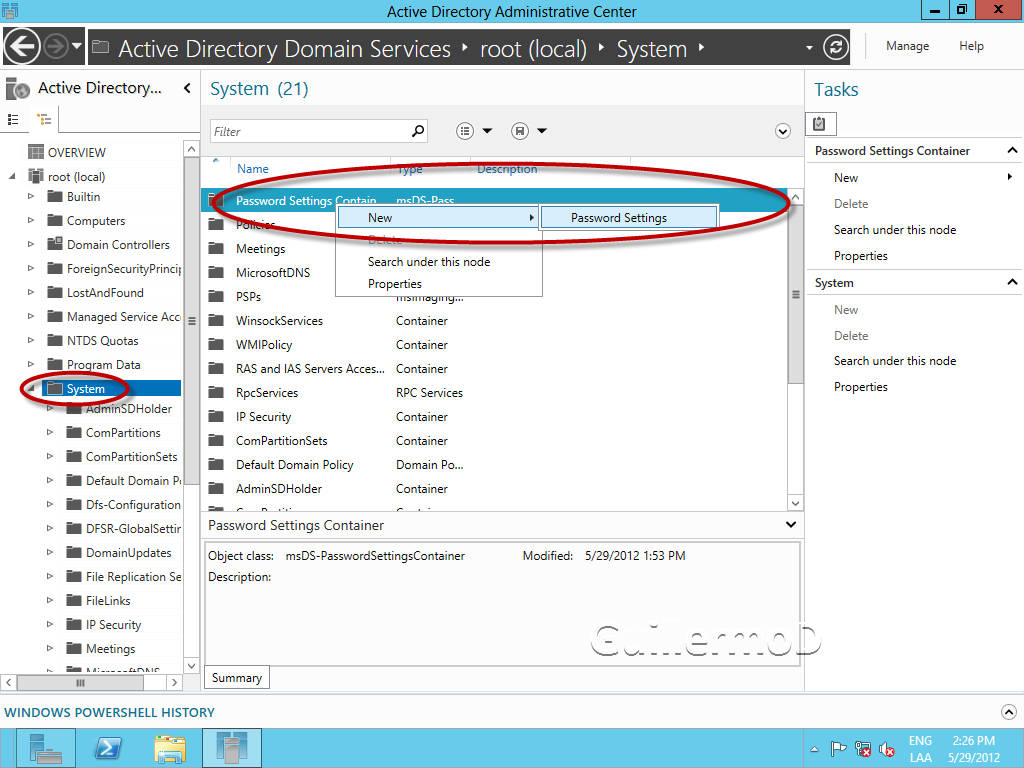 Active Directory Administrative Center
Active Directory Domain Services root (local) System
Manage Help
Active Directory...
System (21)
Tasks
Filter
OVERVIEW
root (local)
Builtin
Computers
Domain Controllers
ForeignSecurityPrincip
LostAndFound
Managed Service Acc
NTDS Quotas
Program Data
System
AdminSDHolder
ComPartitions
ComPartitionSets
Default Domain P
Dfs-Configuration
DFSR-GlobalSettin
DomainUpdates
File Replication Se
FileLinks
IP Security
Meetings
MicrosoftDNS
Name Type Description
Password Settings Contain msDS-Pass
Policies
Meetings
MicrosoftDNS
PSPs msImaging...
WinsockServices Container
WMIPolicy Container
RAS and IAS Servers Acces... Container
RpcServices RPC Services
IP Security Container
ComPartitionSets Container
Default Domain Policy Domain Po...
AdminSDHolder Container
New
Delete
Search under this node
Properties
Password Settings
Password Settings Container
Object class: msDS-PasswordSettingsContainer Modified: 5/29/2012 1:53 PM
Description:
GuillermoD
Summary
Password Settings Container
New
Delete
Search under this node
Properties
System
New
Delete
Search under this node
Properties
WINDOWS POWERSHELL HISTORY
ENG 2:26 PM
LAA 5/29/2012